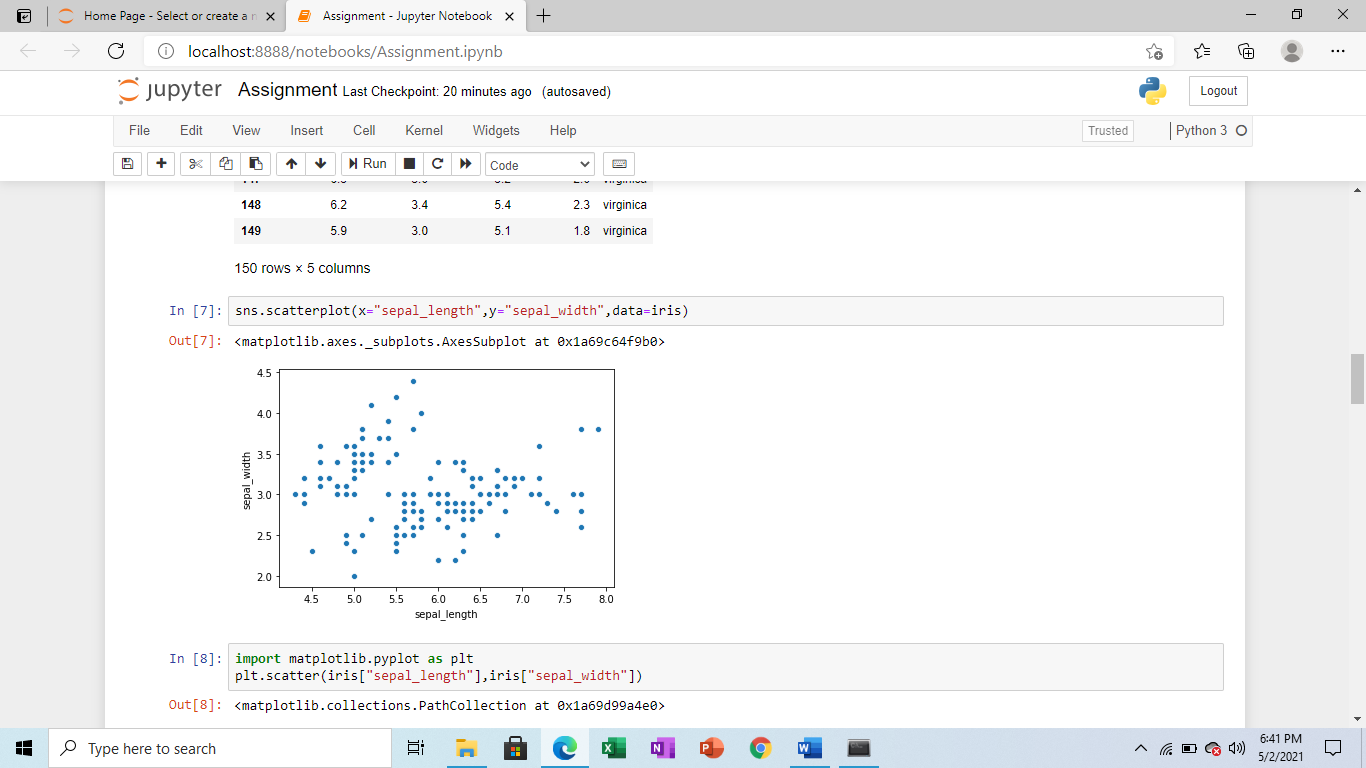 Home Page - Select or create a n
Assignment - Jupyter Notebook
localhost:8888/notebooks/Assignment.ipynb
jupyter Assignment Last Checkpoint: 20 minutes ago (autosaved)
Logout
File Edit View Insert Cell Kernel Widgets Help
Trusted
Python 3
Run
Code
148 6.2 3.4 5.4 2.3 virginica
149 5.9 3.0 5.1 1.8 virginica
150 rows × 5 columns
In [7]: sns.scatterplot(x="sepal_length",y="sepal_width",data=iris)
Out[7]: <matplotlib.axes._subplots.AxesSubplot at 0x1a69c64f9b0>
4.5
4.0
3.5
3.0
2.5
2.0
sepal_width
4.5 5.0 5.5 6.0 6.5 7.0 7.5 8.0
sepal_length
In [8]: import matplotlib.pyplot as plt
plt.scatter(iris["sepal_length"],iris["sepal_width"])
Out[8]: <matplotlib.collections.PathCollection at 0x1a69d99a4e0>
Type here to search
6:41 PM
5/2/2021